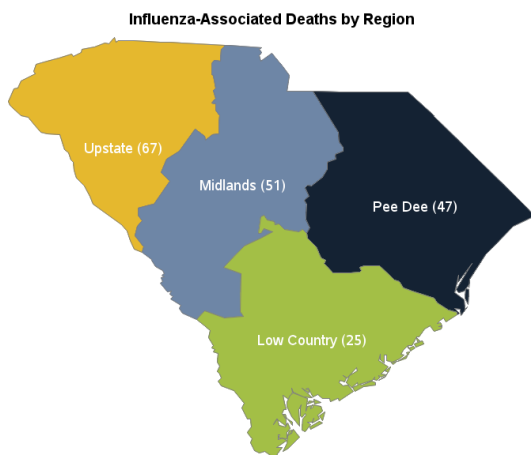 Influenza-Associated Deaths by Region
Upstate (67)
Midlands (51)
Pee Dee (47)
Low Country (25)